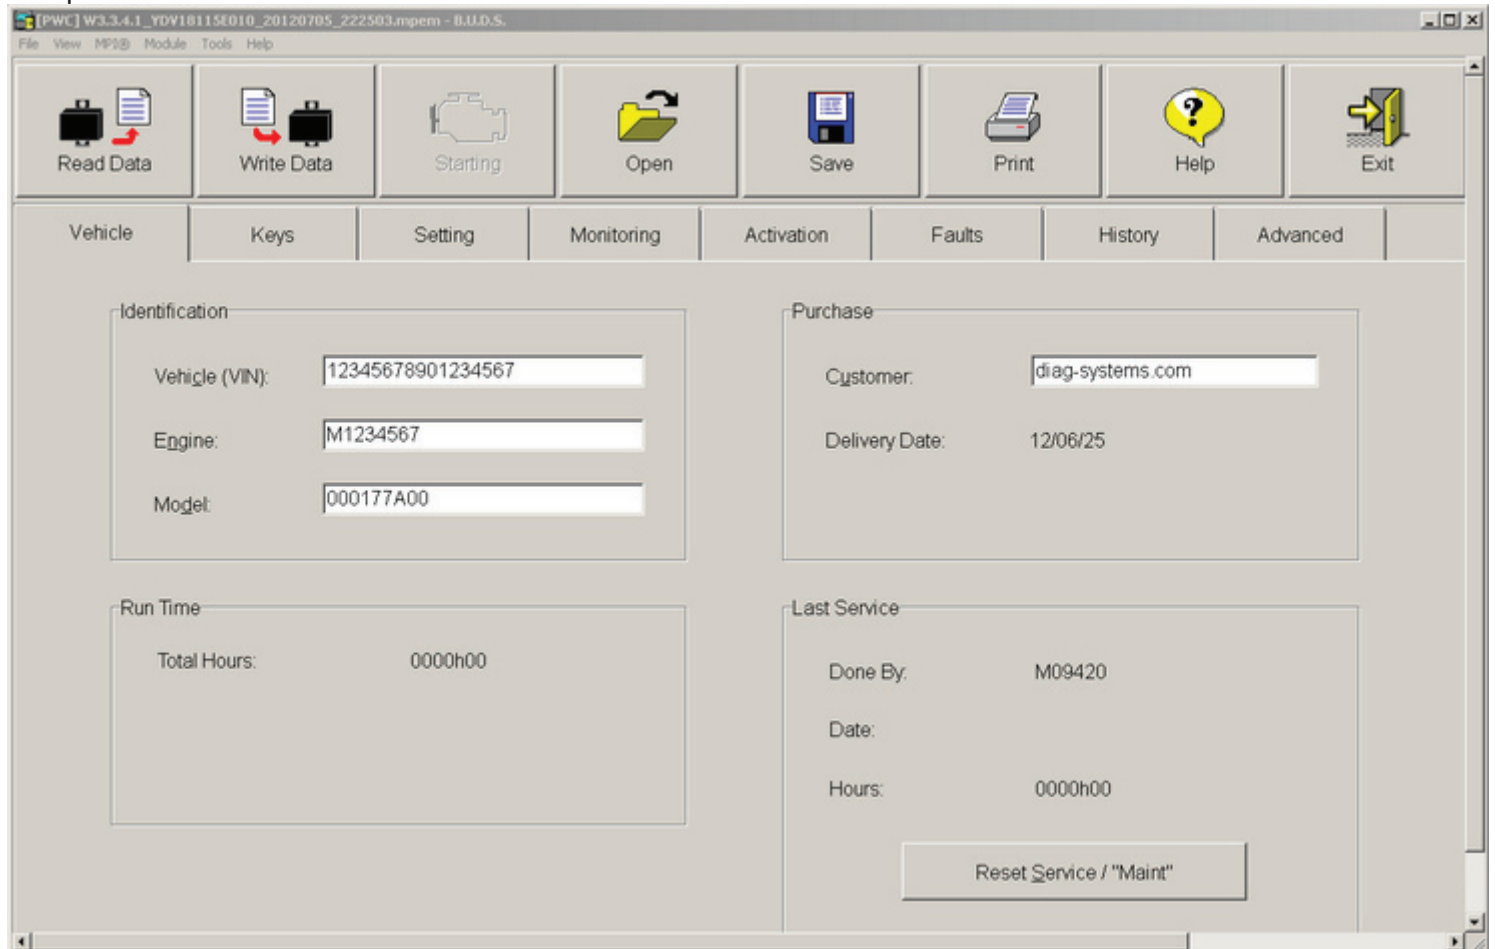 [PWC] W3.3.4.1_YDV18115E010_20120705_222503.mpem - B.U.D.S.
File View MPI® Module Tools Help
Read Data Write Data Starting Open Save Print Help Exit
Vehicle Keys Setting Monitoring Activation Faults History Advanced
Identification
Vehicle (VIN): 12345678901234567
Engine: M1234567
Model: 000177A00
Purchase
Customer: diag-systems.com
Delivery Date: 12/06/25
Run Time
Total Hours: 0000h00
Last Service
Done By: M09420
Date:
Hours: 0000h00
Reset Service / "Maint"